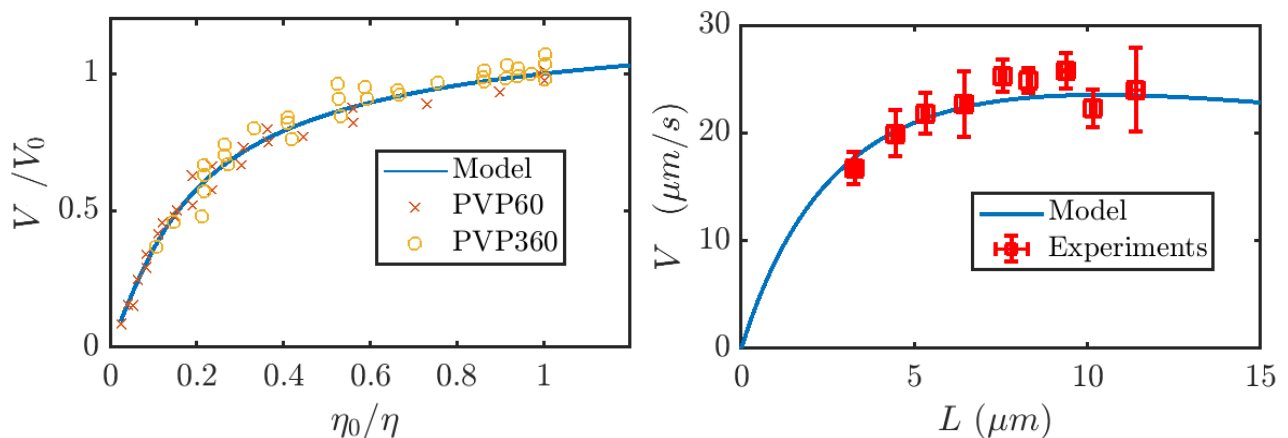 V /V₀
1
0.5
0
0 0.2 0.4 0.6 0.8 1
η₀/η
Model
PVP60
PVP360
V (μm/s)
30
20
10
0
0 5 10 15
L (μm)
Model
Experiments